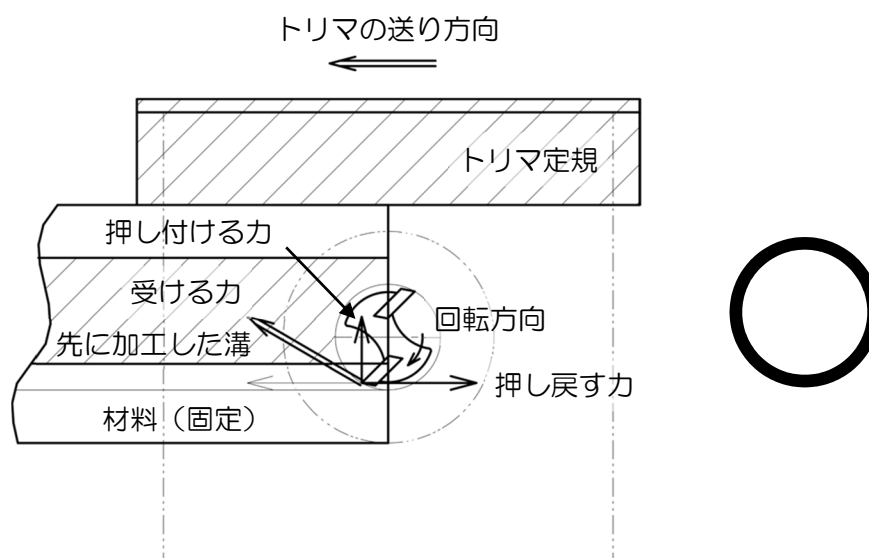 トリマの送り方向
トリマ定規
押し付ける力
受ける力
回転方向
先に加工した溝
押し戻す力
材料（固定）